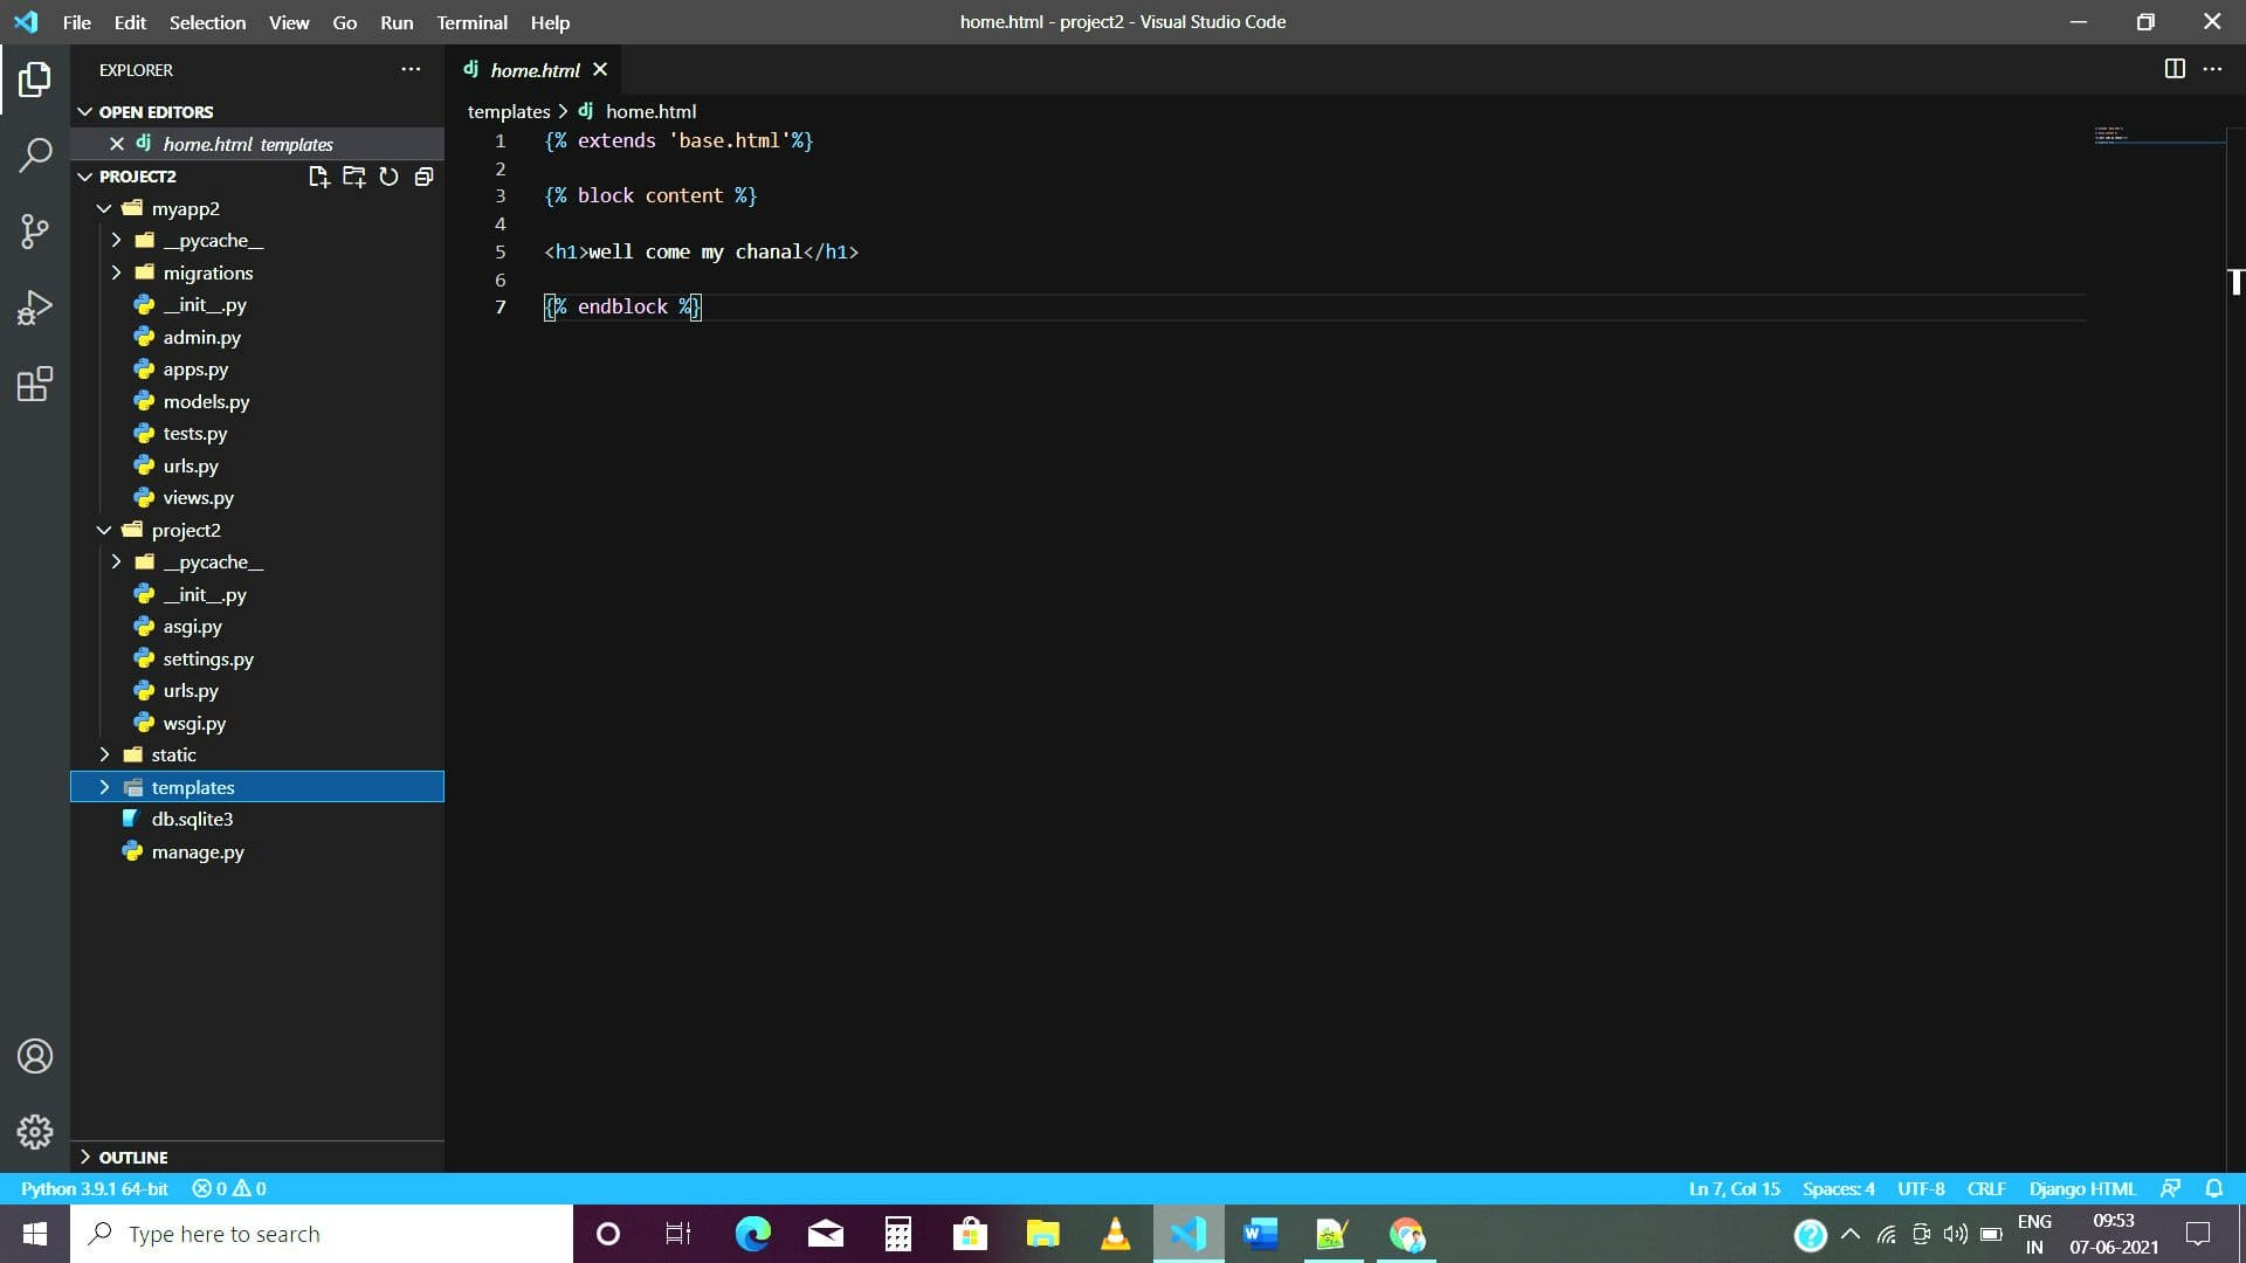 File Edit Selection View Go Run Terminal Help
home.html - project2 - Visual Studio Code
EXPLORER
OPEN EDITORS
dj home.html templates
PROJECT2
myapp2
__pycache__
migrations
__init__.py
admin.py
apps.py
models.py
tests.py
urls.py
views.py
project2
__pycache__
__init__.py
asgi.py
settings.py
urls.py
wsgi.py
static
templates
db.sqlite3
manage.py
OUTLINE
dj home.html
templates > dj home.html
1 {% extends 'base.html'%}
2
3 {% block content %}
4
5 <h1>well come my chanal</h1>
6
7 {% endblock %}
Python 3.9.1 64-bit 0 0
Ln 7, Col 15 Spaces: 4 UTF-8 CRLF Django HTML
Type here to search
W
ENG
IN
09:53
07-06-2021